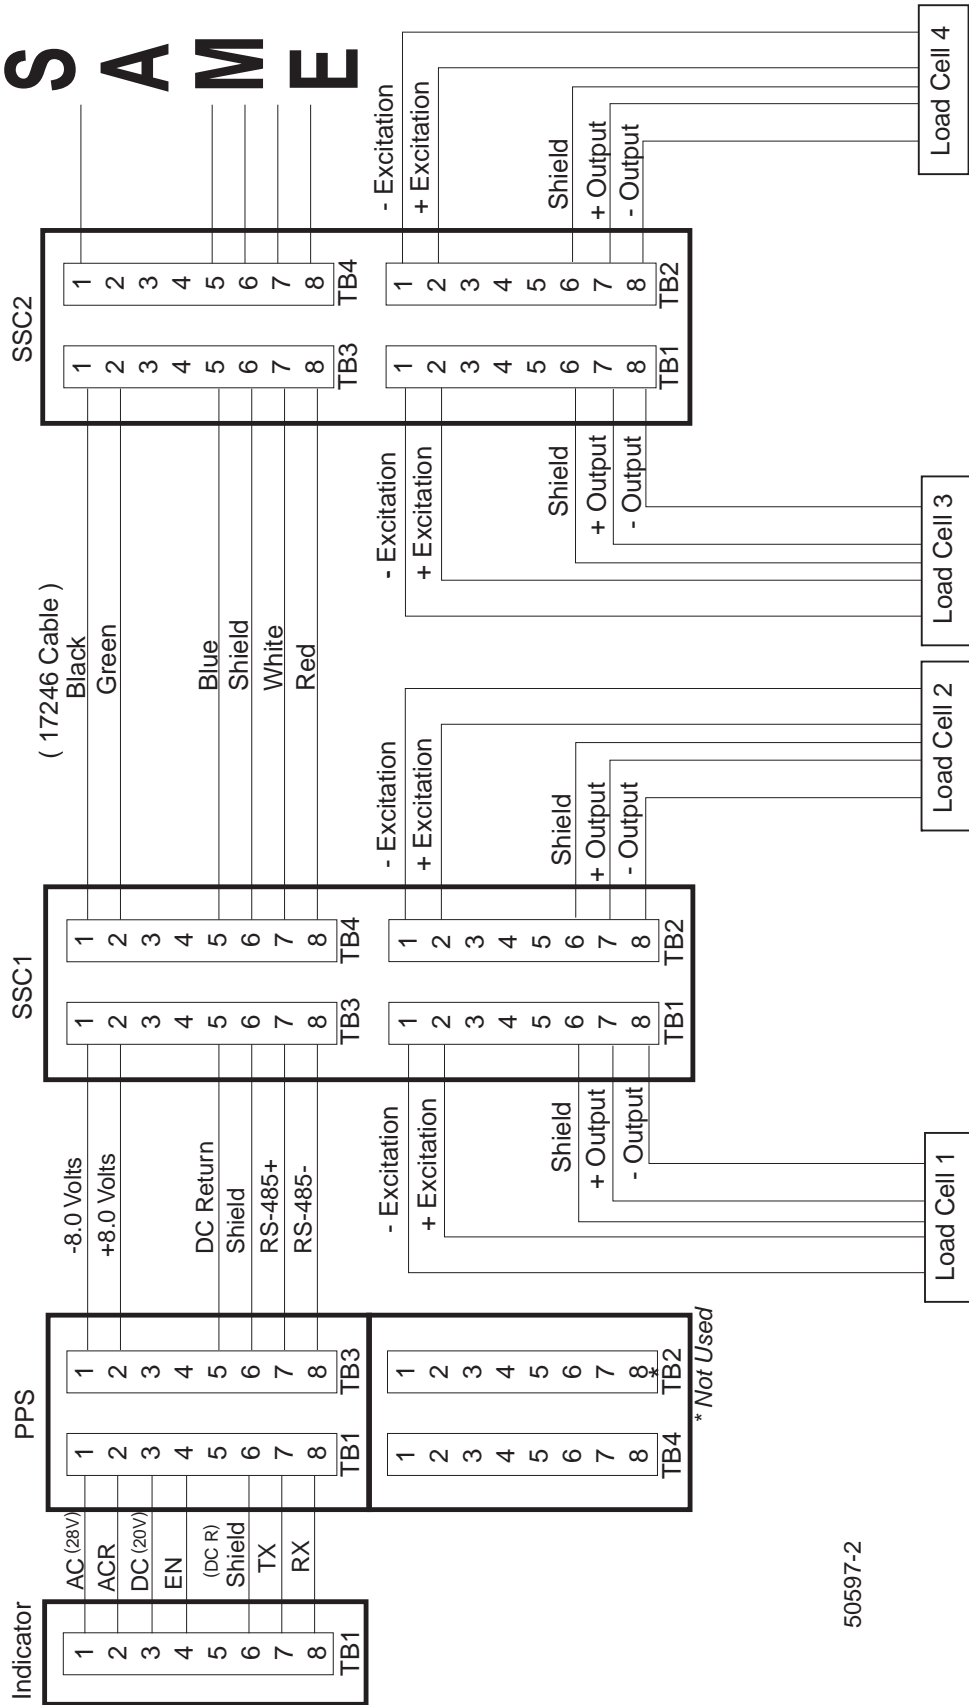 Indicator
1
2
3
4
5
6
7
8
TB1
AC (28V)
ACR
DC (20V)
EN
(DC R)
Shield
TX
RX
PPS
1
2
3
4
5
6
7
8
TB1
1
2
3
4
5
6
7
8
TB3
1
2
3
4
5
6
7
8
TB4
1
2
3
4
5
6
7
8
*
TB2
* Not Used
-8.0 Volts
+8.0 Volts
DC Return
Shield
RS-485+
RS-485-
SSC1
1
2
3
4
5
6
7
8
TB3
1
2
3
4
5
6
7
8
TB4
1
2
3
4
5
6
7
8
TB1
1
2
3
4
5
6
7
8
TB2
- Excitation
+ Excitation
Shield
+ Output
- Output
Load Cell 1
- Excitation
+ Excitation
Shield
+ Output
- Output
Load Cell 2
( 17246 Cable )
Black
Green
Blue
Shield
White
Red
SSC2
1
2
3
4
5
6
7
8
TB3
1
2
3
4
5
6
7
8
TB4
1
2
3
4
5
6
7
8
TB1
1
2
3
4
5
6
7
8
TB2
- Excitation
+ Excitation
Shield
+ Output
- Output
Load Cell 3
- Excitation
+ Excitation
Shield
+ Output
- Output
Load Cell 4
S
A
M
E
50597-2